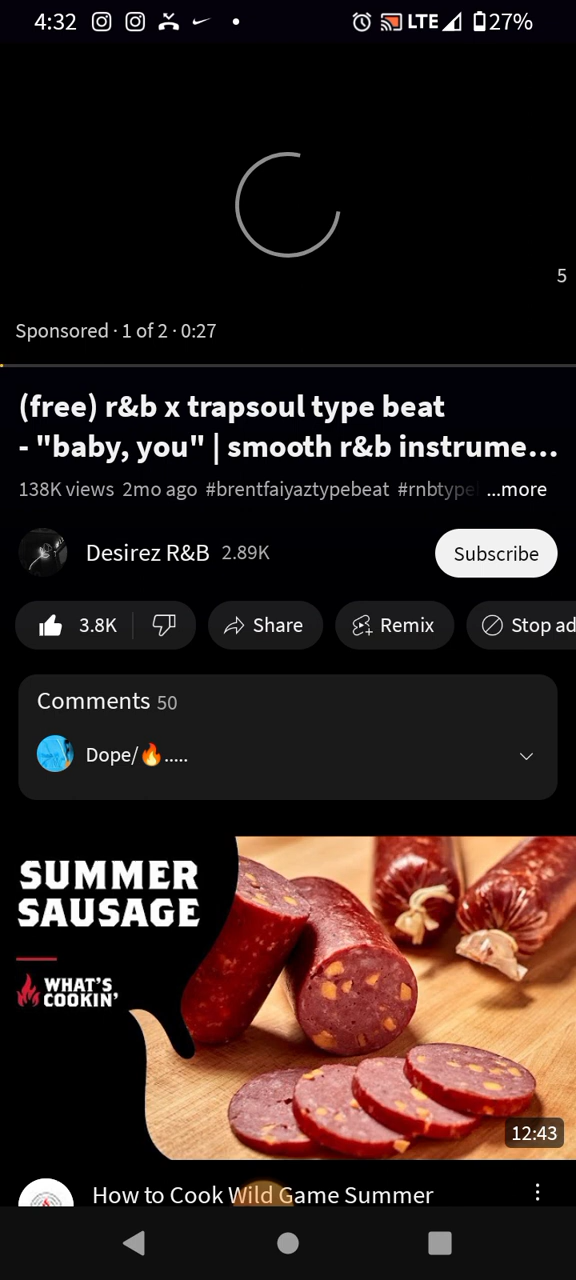 4:32 LTE 27%
5
Sponsored · 1 of 2 · 0:27
(free) r&b x trapsoul type beat
- "baby, you" | smooth r&b instrume...
138K views 2mo ago #brentfaiyaztypebeat #rnbtype ...more
Desirez R&B 2.89K Subscribe
3.8K Share Remix Stop ad
Comments 50
Dope/🔥.....
SUMMER
SAUSAGE
WHAT'S
COOKIN'
12:43
How to Cook Wild Game Summer